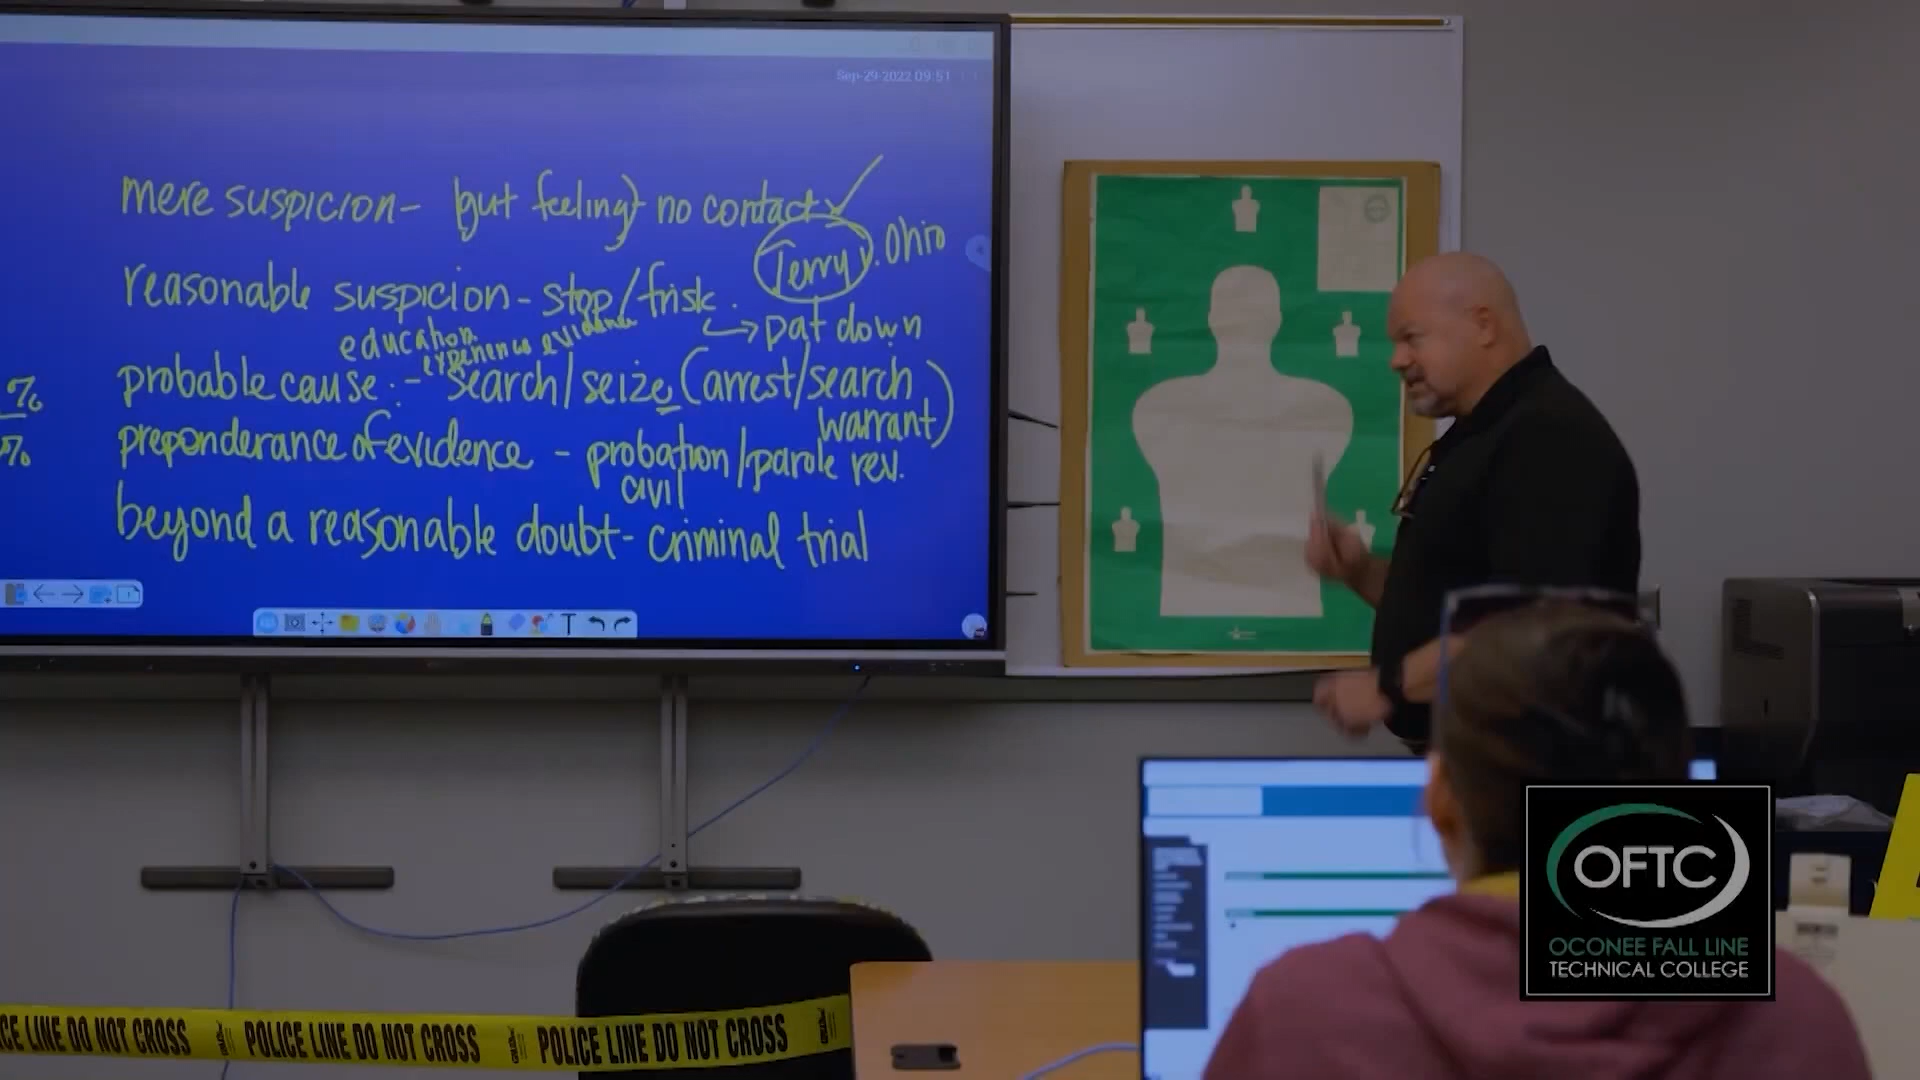 Sep-29-2022 09:51
mere suspicion - gut feeling} no contact ✓
Terry v. Ohio
reasonable suspicion - stop/frisk.
→ pat down
education experience evidence
probable cause :- search/seize (arrest/search warrant)
%
preponderance of evidence - probation/parole rev.
civil
%
beyond a reasonable doubt - criminal trial
T
OFTC
OCONEE FALL LINE
TECHNICAL COLLEGE
CE LINE DO NOT CROSS POLICE LINE DO NOT CROSS POLICE LINE DO NOT CROSS